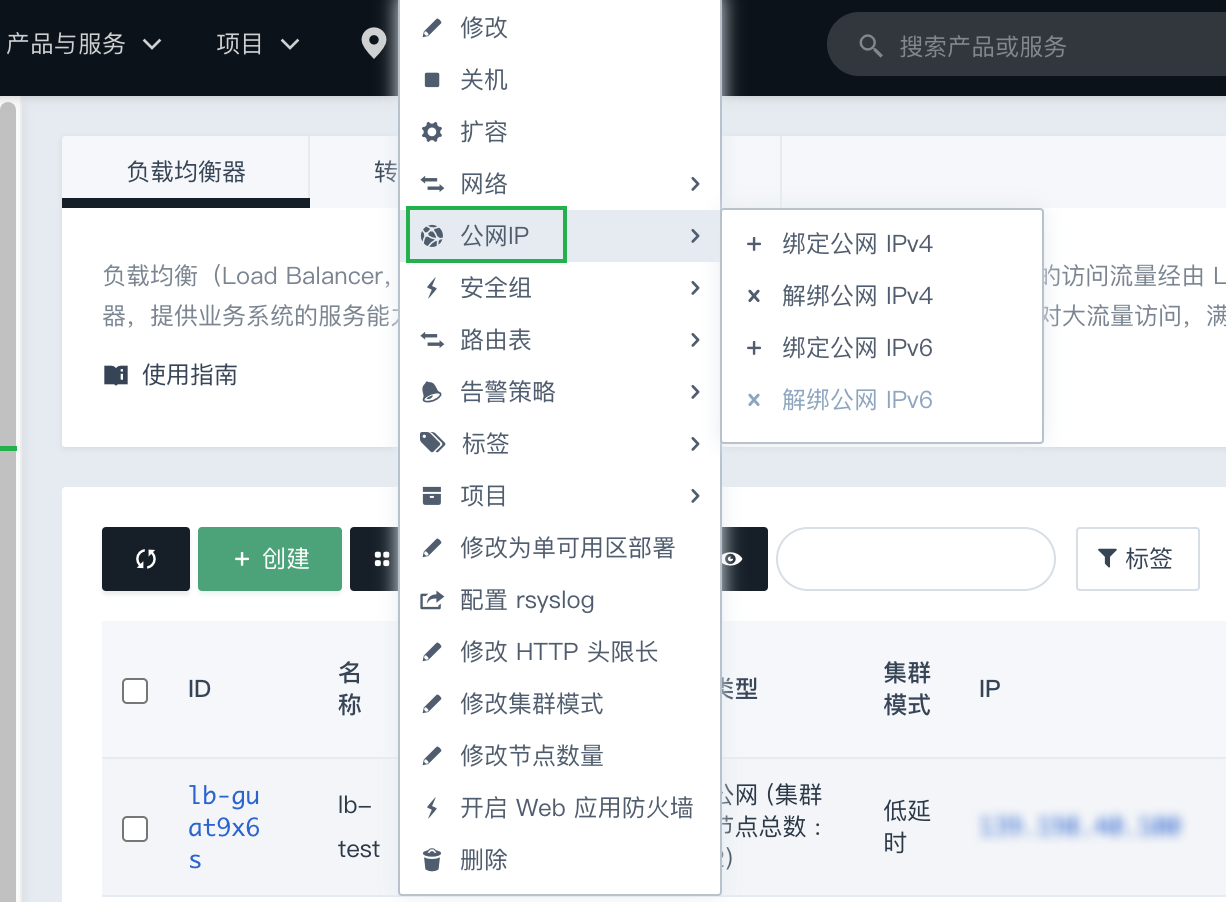 产品与服务
项目
搜索产品或服务
负载均衡器
转
负载均衡（Load Balancer,
的访问流量经由 L
器，提供业务系统的服务能力
对大流量访问，满
使用指南
修改
关机
扩容
网络
公网IP
安全组
路由表
告警策略
标签
项目
修改为单可用区部署
配置 rsyslog
修改 HTTP 头限长
修改集群模式
修改节点数量
开启 Web 应用防火墙
删除
+ 绑定公网 IPv4
× 解绑公网 IPv4
+ 绑定公网 IPv6
× 解绑公网 IPv6
+ 创建
标签
ID
名
称
类型
集群
模式
IP
lb-gu
at9x6
s
lb-
test
公网 (集群
节点总数：
)
低延
时